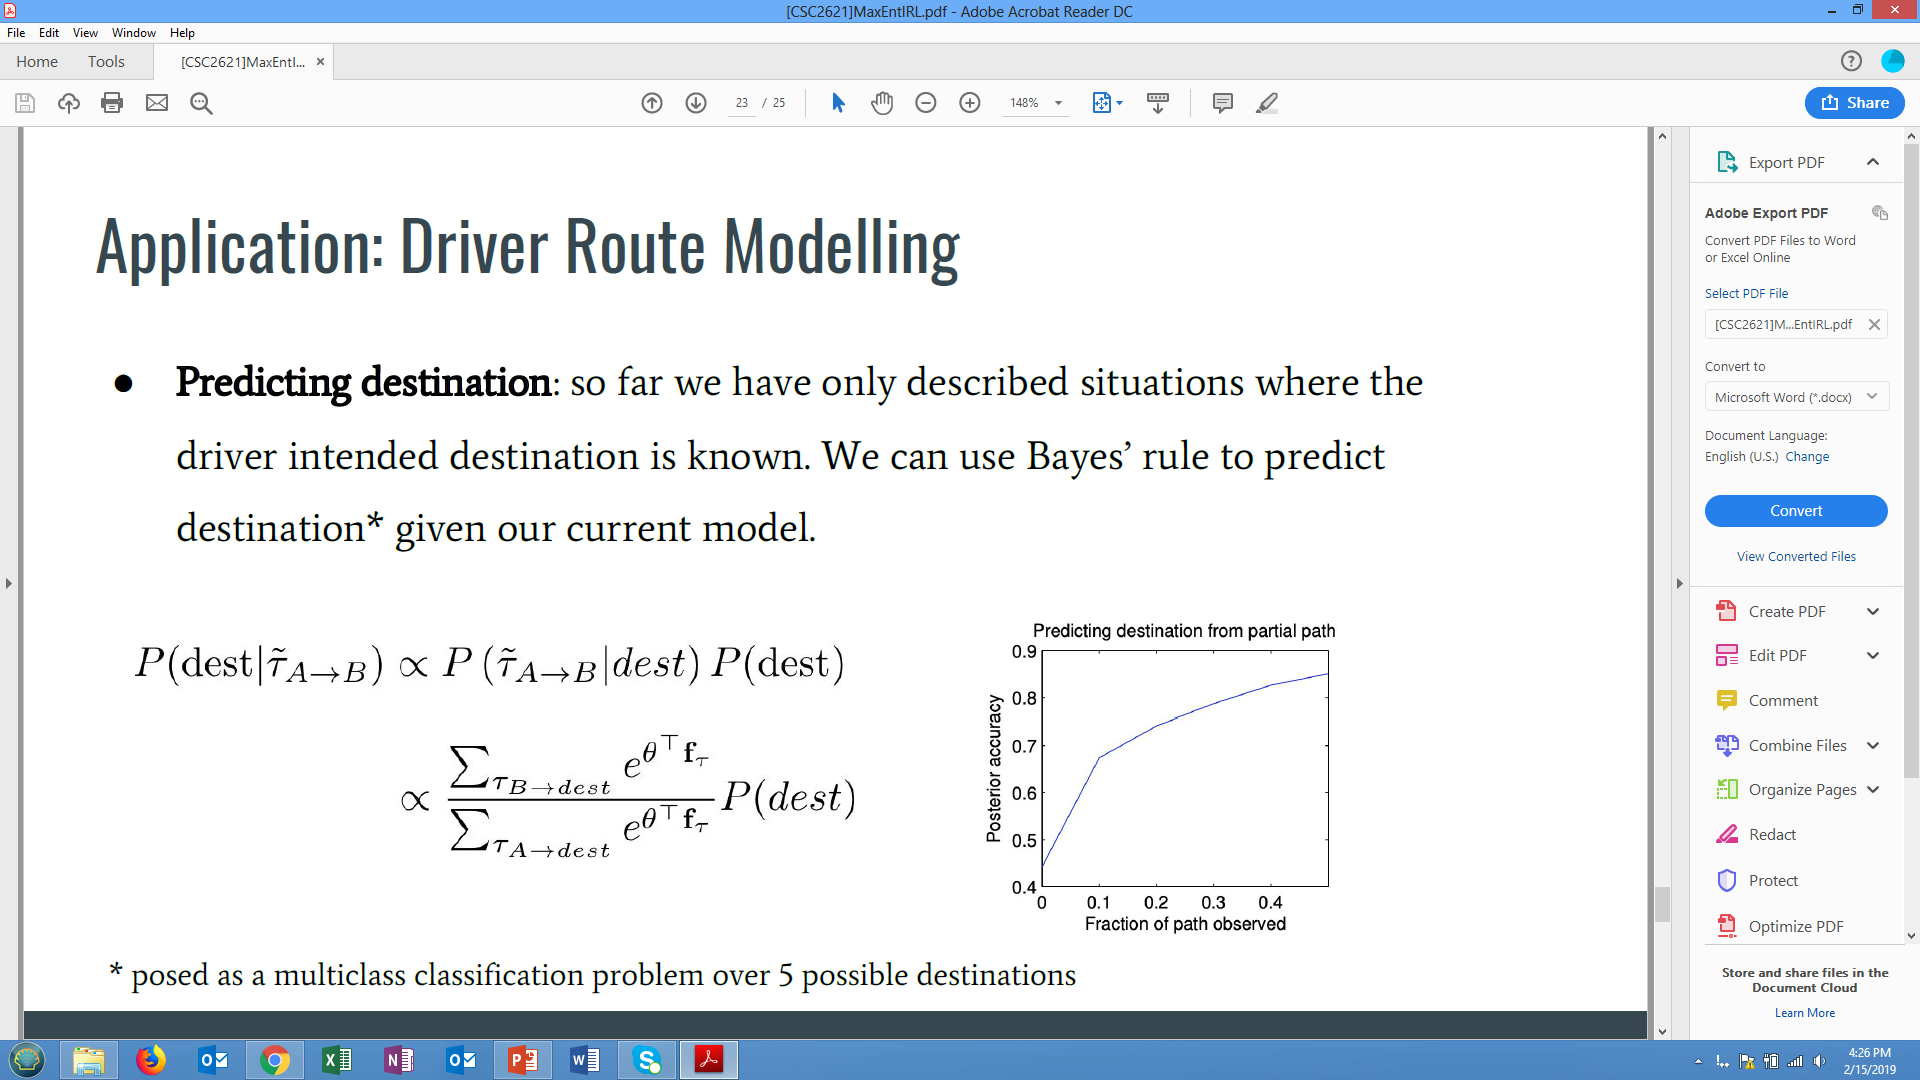 [CSC2621]MaxEntIRL.pdf - Adobe Acrobat Reader DC
File Edit View Window Help
Home Tools [CSC2621]MaxEntI... ×
23 / 25 148% Share
Application: Driver Route Modelling
● Predicting destination: so far we have only described situations where the
driver intended destination is known. We can use Bayes’ rule to predict
destination* given our current model.
P(dest|τ̃_{A→B}) ∝ P (τ̃_{A→B}|dest) P(dest)
∝ \frac{∑_{τ_{B→dest}} e^{θ^⊤ f_τ}}{∑_{τ_{A→dest}} e^{θ^⊤ f_τ}} P(dest)
Predicting destination from partial path
Posterior accuracy
0.9
0.8
0.7
0.6
0.5
0.4
0 0.1 0.2 0.3 0.4
Fraction of path observed
* posed as a multiclass classification problem over 5 possible destinations
Export PDF
Adobe Export PDF
Convert PDF Files to Word
or Excel Online
Select PDF File
[CSC2621]M...EntIRL.pdf
Convert to
Microsoft Word (*.docx)
Document Language:
English (U.S.) Change
Convert
View Converted Files
Create PDF
Edit PDF
Comment
Combine Files
Organize Pages
Redact
Protect
Optimize PDF
Store and share files in the
Document Cloud
Learn More
4:26 PM
2/15/2019